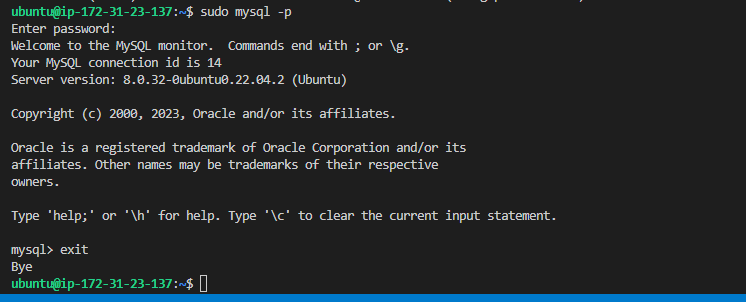 ubuntu@ip-172-31-23-137:~$ sudo mysql -p
Enter password:
Welcome to the MySQL monitor.  Commands end with ; or \g.
Your MySQL connection id is 14
Server version: 8.0.32-0ubuntu0.22.04.2 (Ubuntu)

Copyright (c) 2000, 2023, Oracle and/or its affiliates.

Oracle is a registered trademark of Oracle Corporation and/or its
affiliates. Other names may be trademarks of their respective
owners.

Type 'help;' or '\h' for help. Type '\c' to clear the current input statement.

mysql> exit
Bye
ubuntu@ip-172-31-23-137:~$